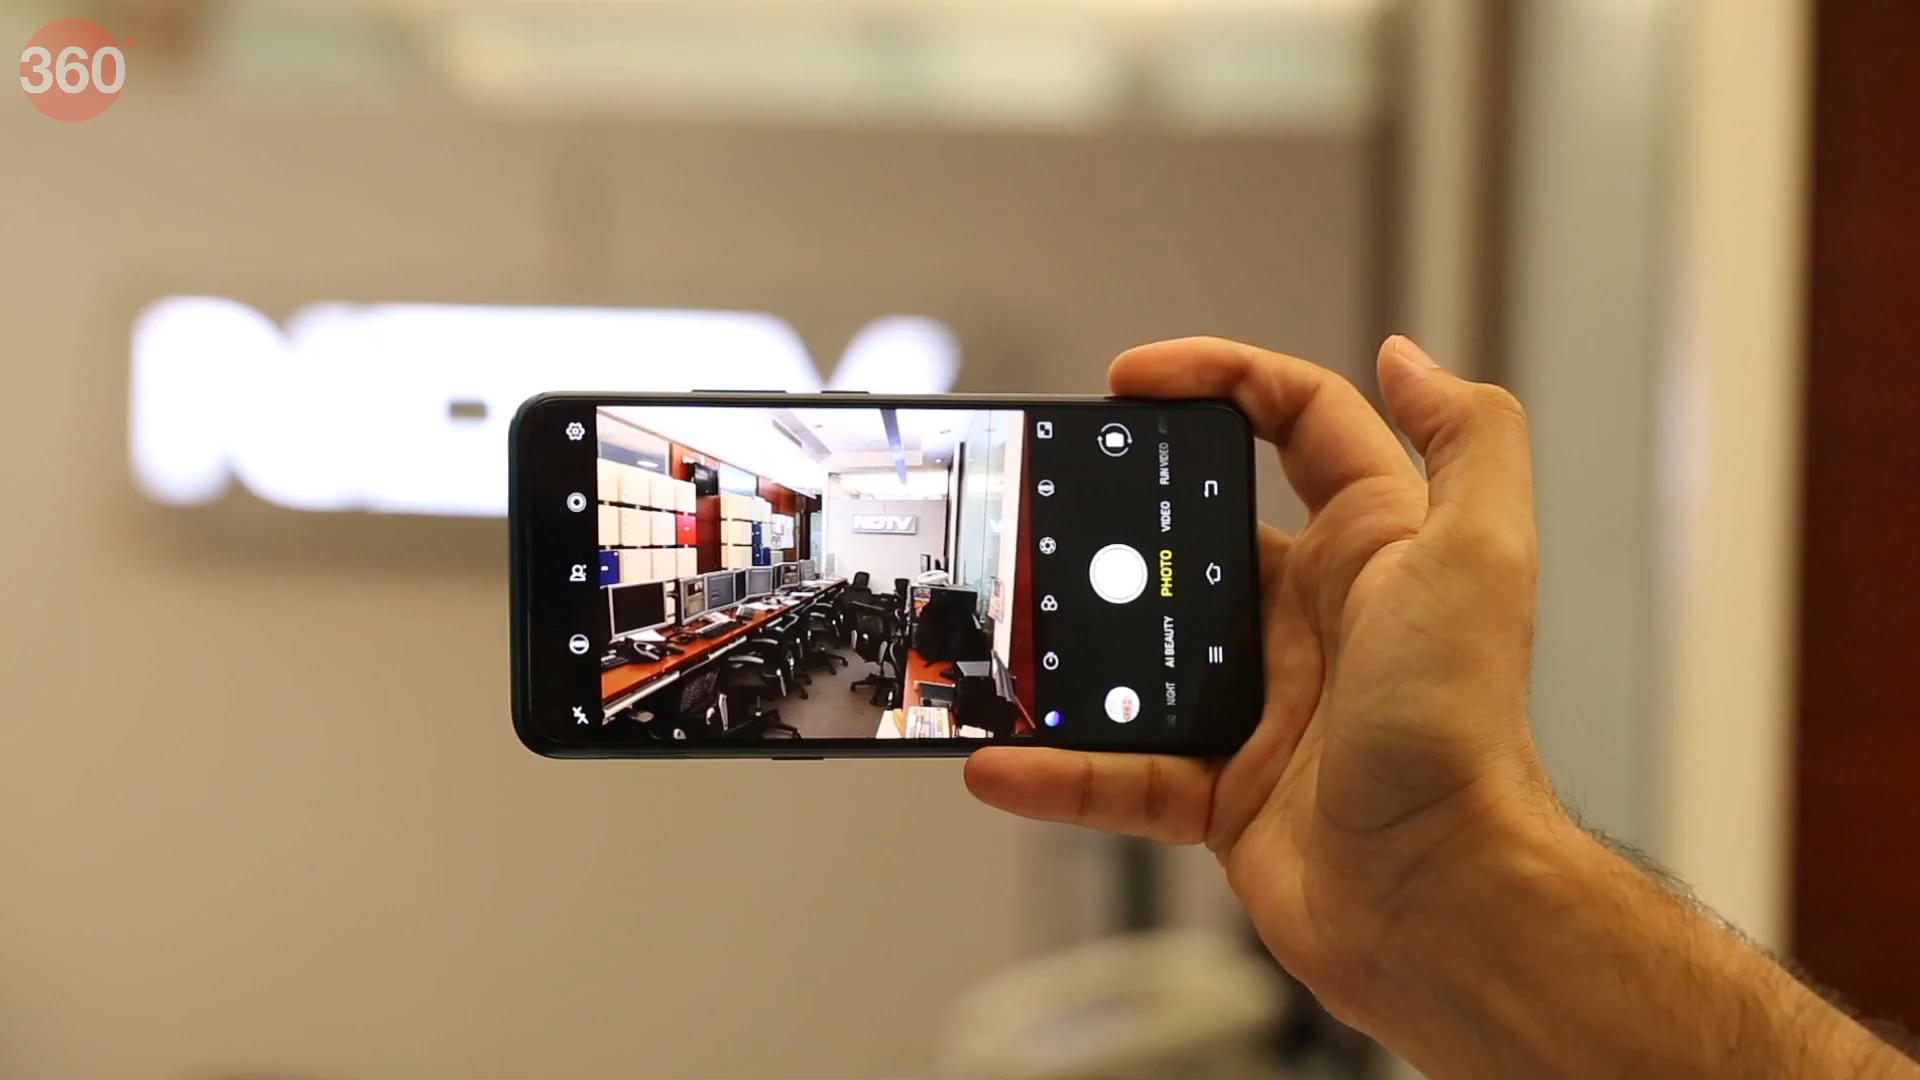 360°
NDTV
FUN VIDEO
VIDEO
PHOTO
AI BEAUTY
NIGHT